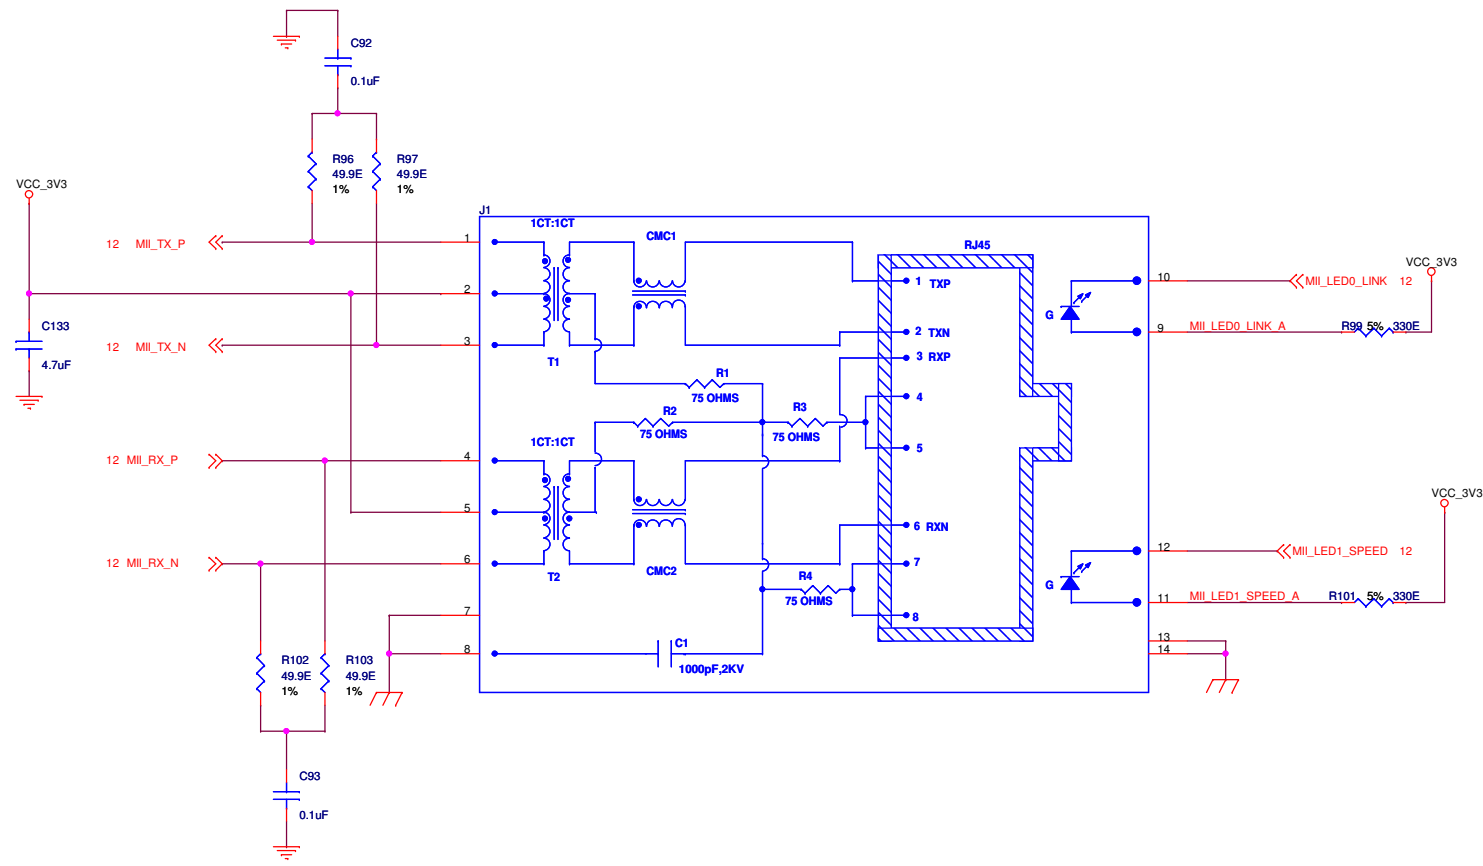 C92
0.1uF
R96
49.9E
1%
R97
49.9E
1%
VCC_3V3
J1
1CT:1CT
CMC1
RJ45
12 MII_TX_P
1
2
3
12 MII_TX_N
C133
4.7uF
T1
1 TXP
2 TXN
3 RXP
4
5
6 RXN
7
8
R1
75 OHMS
R2
75 OHMS
R3
75 OHMS
1CT:1CT
12 MII_RX_P
4
5
6
12 MII_RX_N
T2
CMC2
R4
75 OHMS
7
8
C1
1000pF,2KV
R102
49.9E
1%
R103
49.9E
1%
C93
0.1uF
G
10
MII_LED0_LINK 12
VCC_3V3
9
MII_LED0_LINK_A
R99 5% 330E
VCC_3V3
G
12
MII_LED1_SPEED 12
11
MII_LED1_SPEED_A
R101 5% 330E
13
14